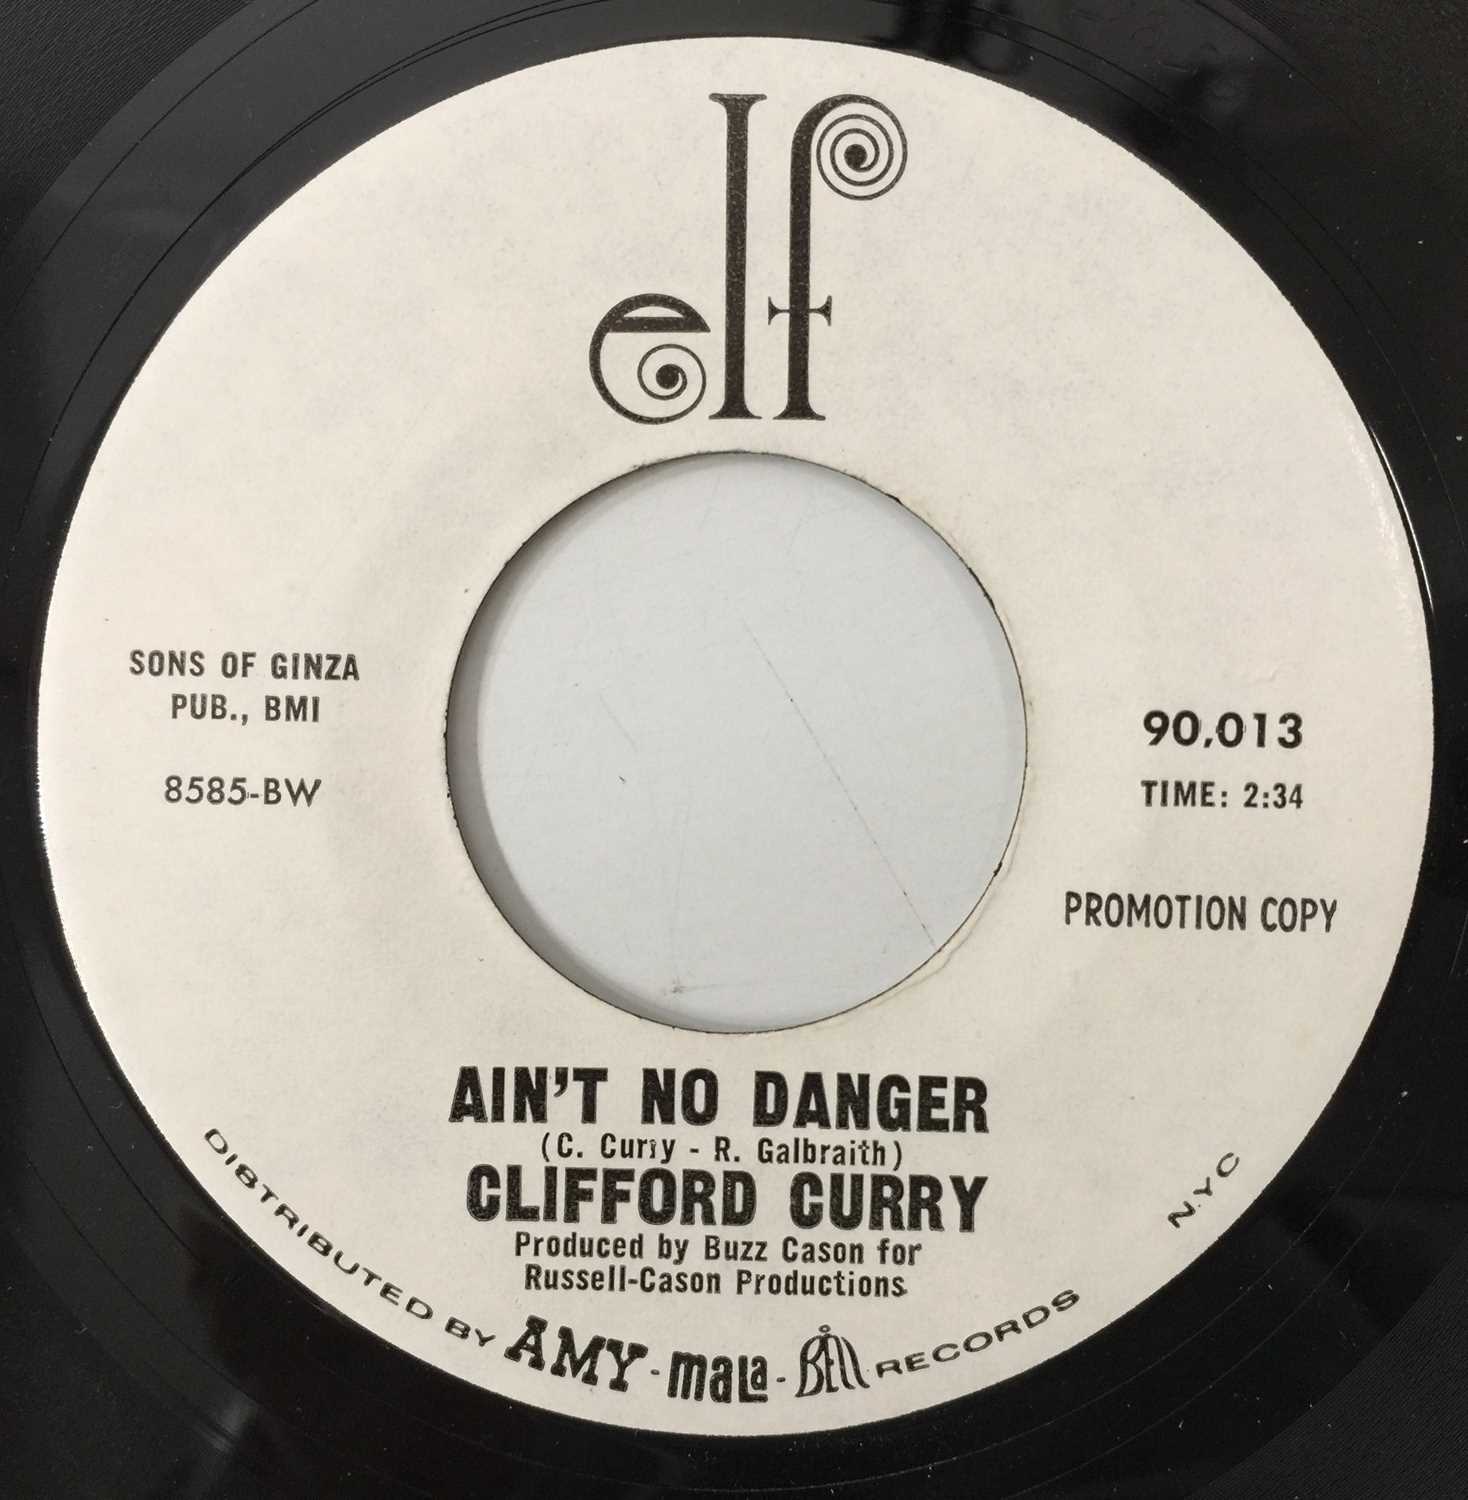 elf
SONS OF GINZA
PUB., BMI
8585-BW
90,013
TIME: 2:34
PROMOTION COPY
AIN'T NO DANGER
(C. Curry - R. Galbraith)
CLIFFORD CURRY
Produced by Buzz Cason for
Russell-Cason Productions
DISTRIBUTED BY AMY - mala - BELL RECORDS N.Y.C